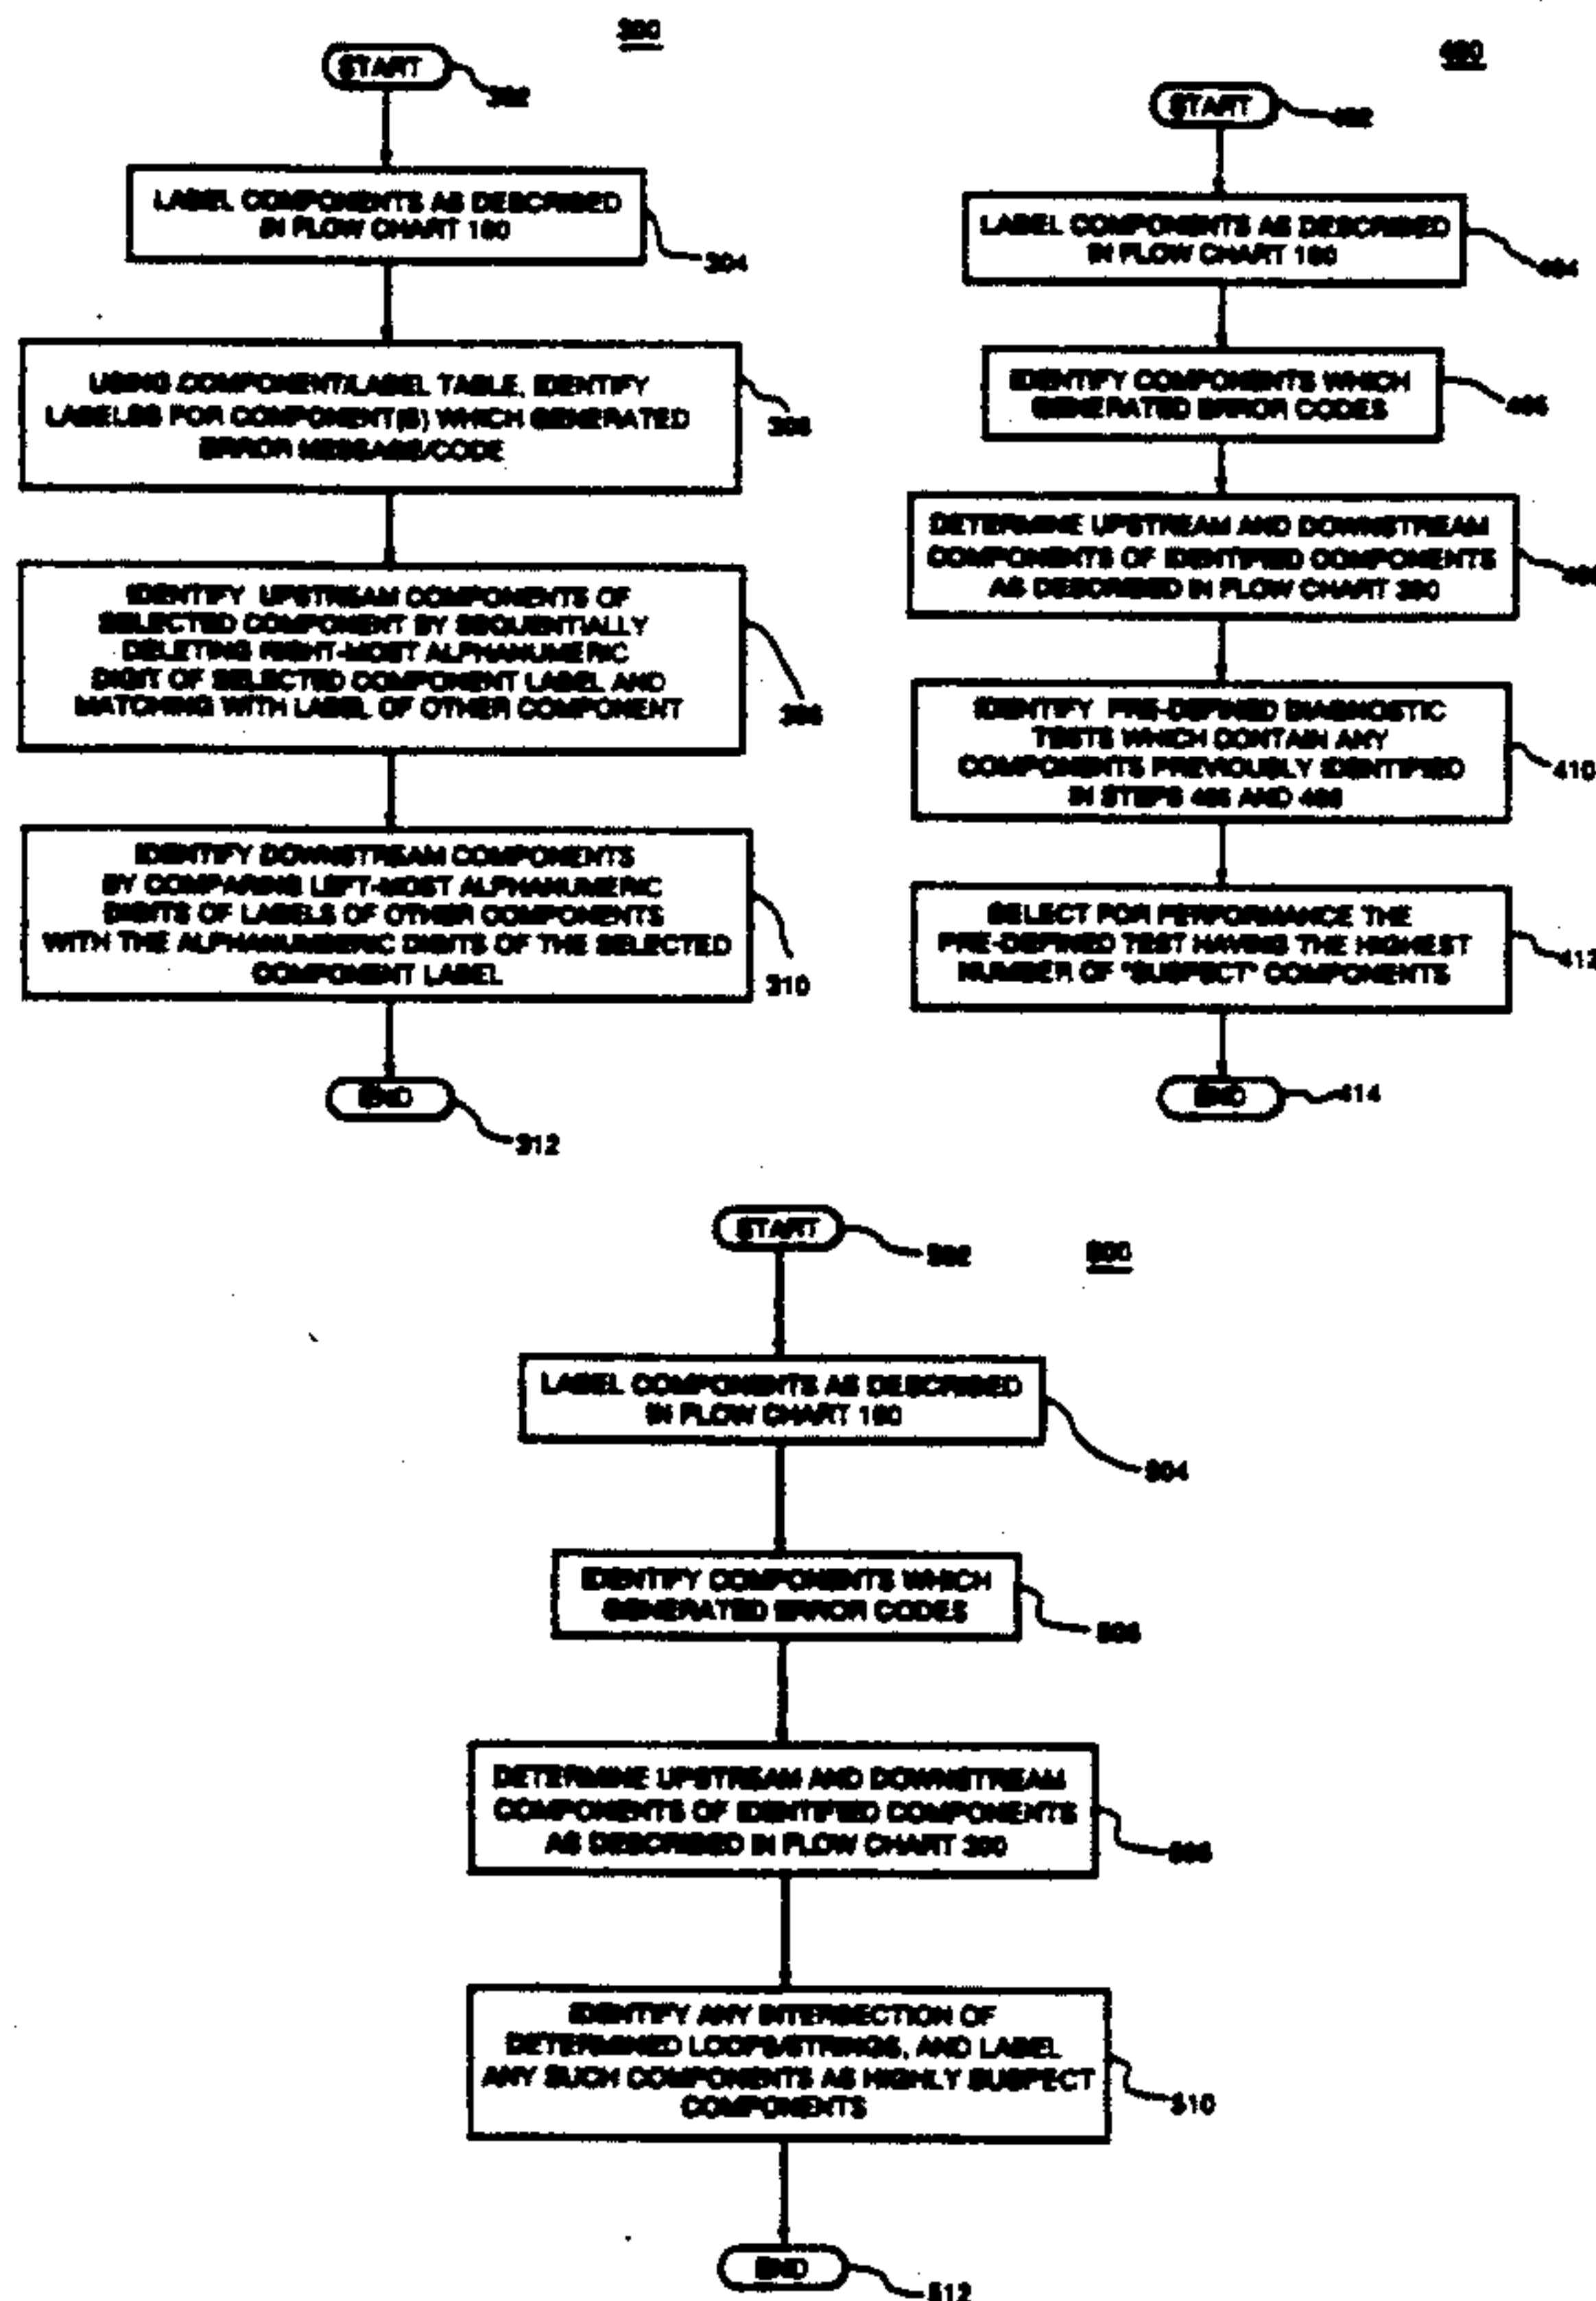 300
START
302
LABEL COMPONENTS AS DESCRIBED
IN FLOW CHART 100
304
USING COMPONENT/LABEL TABLE, IDENTIFY
LABELSS FOR COMPONENT(S) WHICH GENERATED
ERROR MESSAGE/CODE
306
IDENTIFY UPSTREAM COMPONENTS OF
SELECTED COMPONENT BY SEQUENTIALLY
DELETING RIGHT-MOST ALPHANUMERIC
DIGIT OF SELECTED COMPONENT LABEL AND
MATCHING WITH LABEL OF OTHER COMPONENT
IDENTIFY DOWNSTREAM COMPONENTS
BY COMPARING LEFT-MOST ALPHANUMERIC
DIGITS OF LABELS OF OTHER COMPONENTS
WITH THE ALPHANUMERIC DIGITS OF THE SELECTED
COMPONENT LABEL
310
END
312
400
START
402
LABEL COMPONENTS AS DESCRIBED
IN FLOW CHART 100
404
IDENTIFY COMPONENTS WHICH
GENERATED ERROR CODES
DETERMINE UPSTREAM AND DOWNSTREAM
COMPONENTS OF IDENTIFIED COMPONENTS
AS DESCRIBED IN FLOW CHART 300
IDENTIFY PRE-DEFINED DIAGNOSTIC
TESTS WHICH CONTAIN ANY
COMPONENTS PREVIOUSLY IDENTIFIED
IN STEPS AND
410
SELECT FOR PERFORMANCE THE
PRE-DEFINED TEST HAVING THE HIGHEST
NUMBER OF "SUSPECT" COMPONENTS
412
END
414
START
502
500
LABEL COMPONENTS AS DESCRIBED
IN FLOW CHART 100
504
IDENTIFY COMPONENTS WHICH
GENERATED ERROR CODES
DETERMINE UPSTREAM AND DOWNSTREAM
COMPONENTS OF IDENTIFIED COMPONENTS
AS DESCRIBED IN FLOW CHART 300
IDENTIFY ANY INTERSECTION OF
DETERMINED LOOPS/STRINGS, AND LABEL
ANY SUCH COMPONENTS AS HIGHLY SUSPECT
COMPONENTS
510
END
512